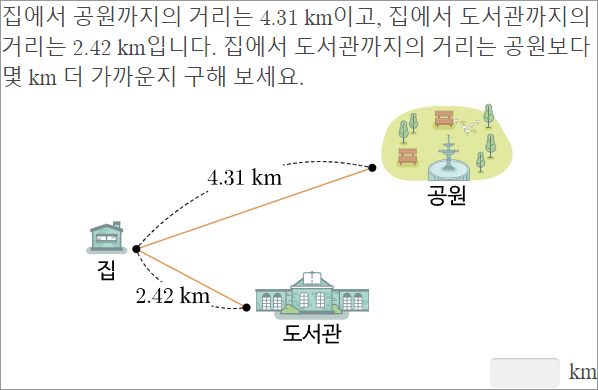 집에서 공원까지의 거리는 4.31 km이고, 집에서 도서관까지의
거리는 2.42 km입니다. 집에서 도서관까지의 거리는 공원보다
몇 km 더 가까운지 구해 보세요.
4.31 km
공원
집
2.42 km
도서관
km